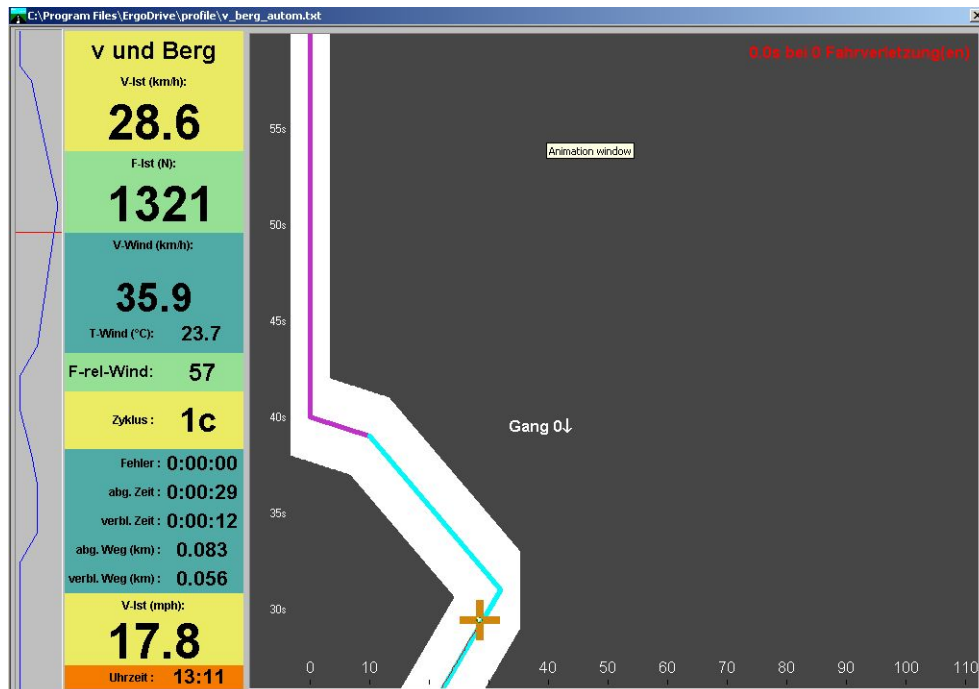 C:\Program Files\ErgoDrive\profile\v_berg_autom.txt
v und Berg
V-Ist (km/h):
28.6
F-Ist (N):
1321
V-Wind (km/h):
35.9
T-Wind (°C): 23.7
F-rel-Wind: 57
Zyklus : 1c
Fehler : 0:00:00
abg. Zeit : 0:00:29
verbl. Zeit : 0:00:12
abg. Weg (km) : 0.083
verbl. Weg (km) : 0.056
V-Ist (mph):
17.8
Uhrzeit : 13:11
0.0s bei 0 Fahrverletzung(en)
Animation window
55s
50s
45s
40s
Gang 0↓
35s
30s
0 10 20 30 40 50 60 70 80 90 100 110